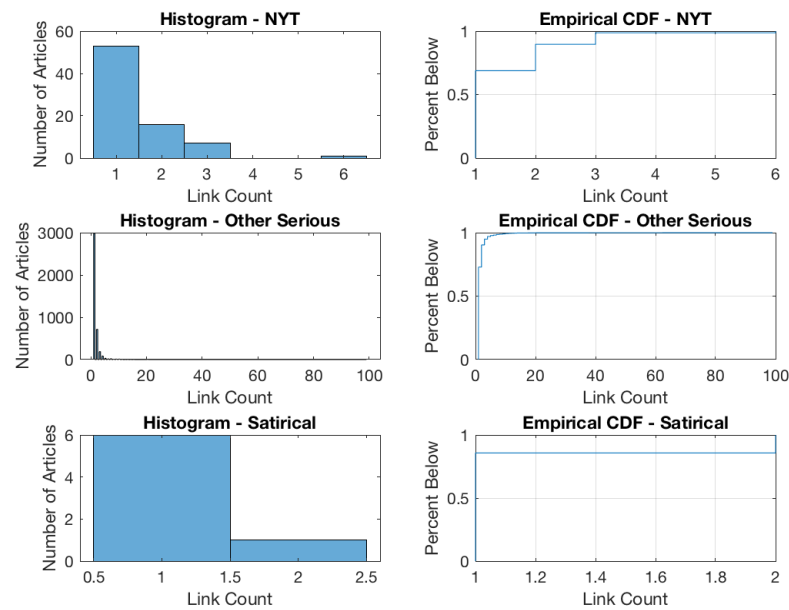 Histogram - NYT
Number of Articles
60
40
20
0
1 2 3 4 5 6
Link Count
Empirical CDF - NYT
Percent Below
1
0.5
0
1 2 3 4 5 6
Link Count
Histogram - Other Serious
Number of Articles
3000
2000
1000
0
0 20 40 60 80 100
Link Count
Empirical CDF - Other Serious
Percent Below
1
0.5
0
0 20 40 60 80 100
Link Count
Histogram - Satirical
Number of Articles
6
4
2
0
0.5 1 1.5 2 2.5
Link Count
Empirical CDF - Satirical
Percent Below
1
0.5
0
1 1.2 1.4 1.6 1.8 2
Link Count